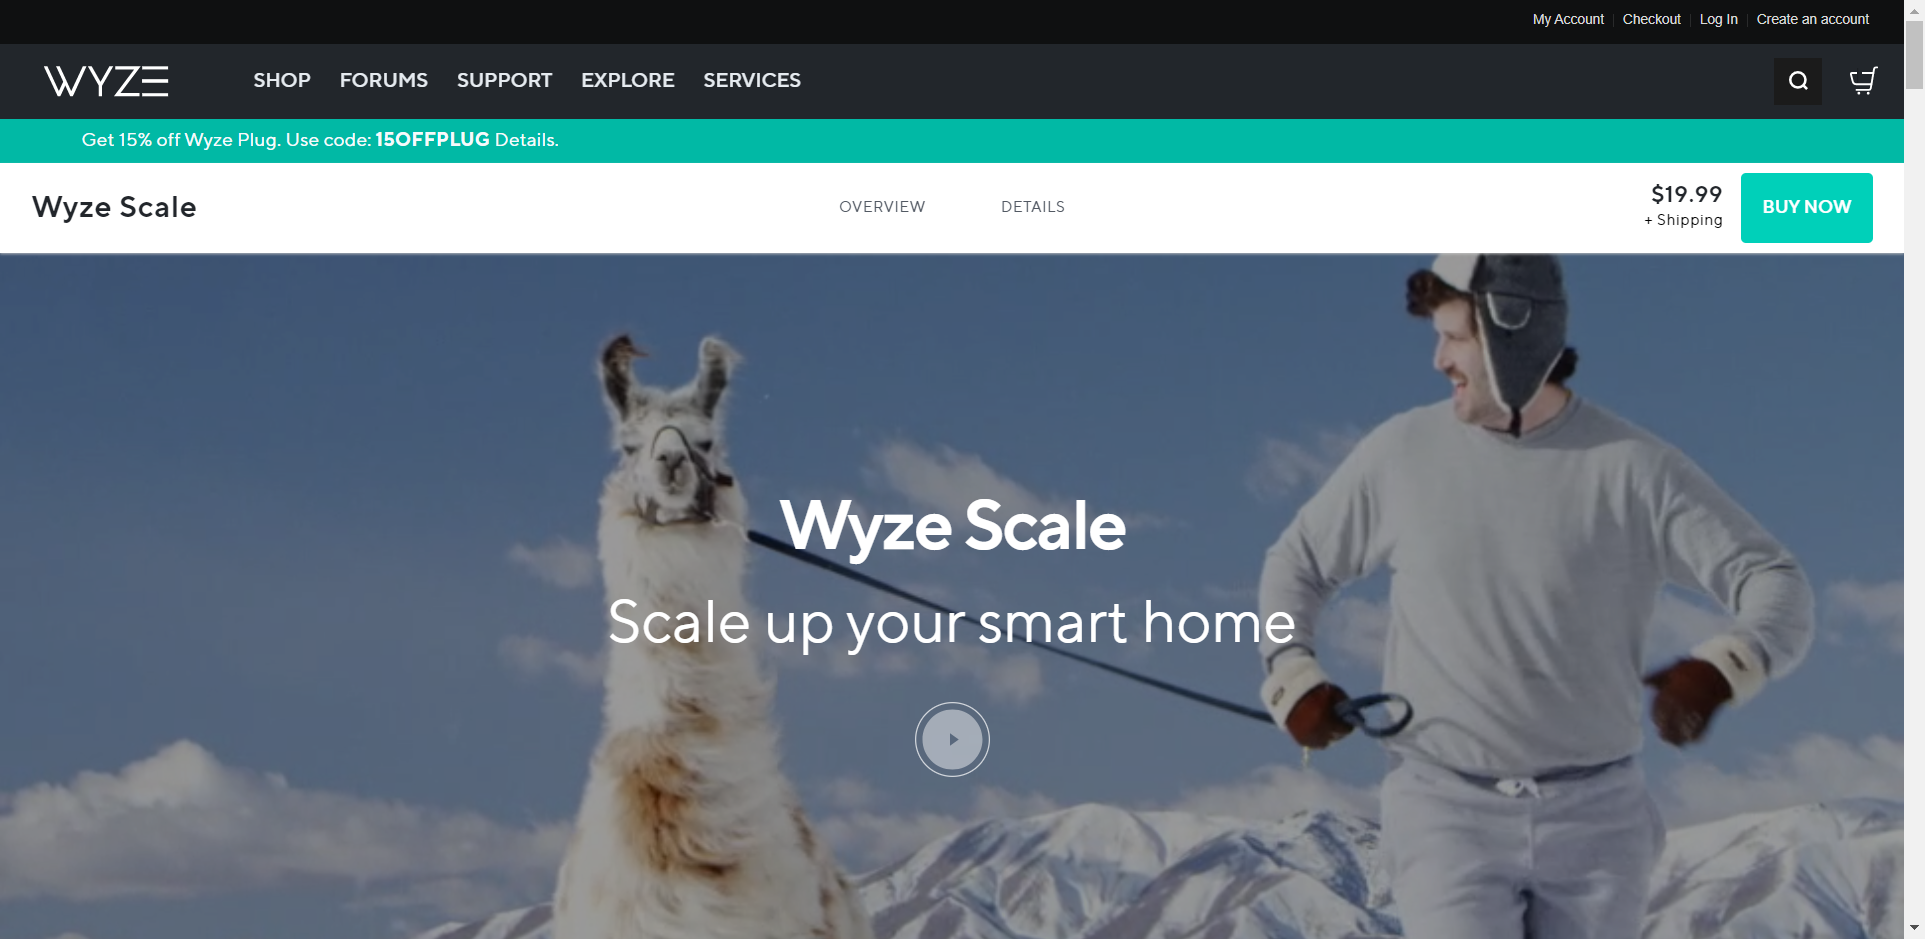 My Account Checkout Log In Create an account
WYZE SHOP FORUMS SUPPORT EXPLORE SERVICES
Get 15% off Wyze Plug. Use code: 15OFFPLUG Details.
Wyze Scale OVERVIEW DETAILS $19.99
+ Shipping
BUY NOW
Wyze Scale
Scale up your smart home